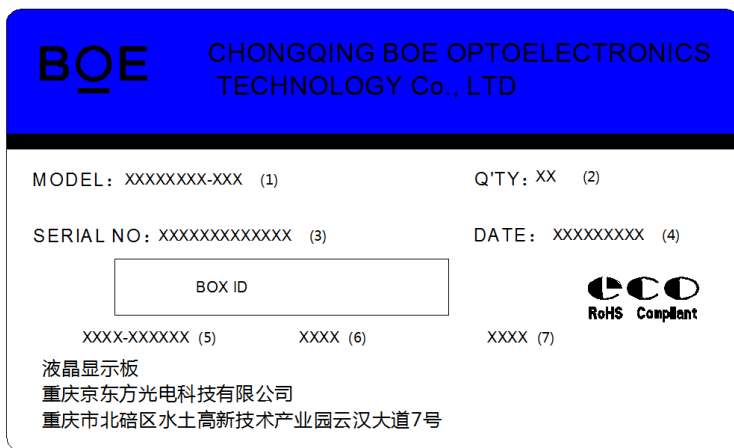 BOE
CHONGQING BOE OPTOELECTRONICS
TECHNOLOGY Co., LTD
MODEL: XXXXXXXX-XXX (1)
Q'TY: XX (2)
SERIAL NO: XXXXXXXXXXXXX (3)
DATE: XXXXXXXXX (4)
BOX ID
eco
RoHS Compliant
XXXX-XXXXXX (5)
XXXX (6)
XXXX (7)
液晶显示板
重庆京东方光电科技有限公司
重庆市北碚区水土高新技术产业园云汉大道7号